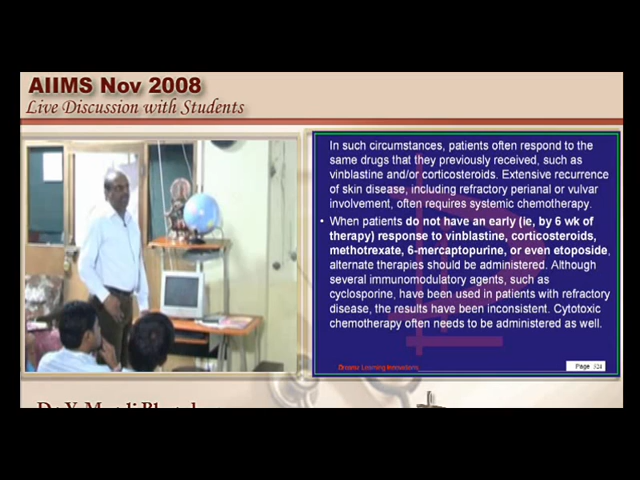 AIIMS Nov 2008
Live Discussion with Students
In such circumstances, patients often respond to the
same drugs that they previously received, such as
vinblastine and/or corticosteroids. Extensive recurrence
of skin disease, including refractory perianal or vulvar
involvement, often requires systemic chemotherapy.
• When patients do not have an early (ie, by 6 wk of
therapy) response to vinblastine, corticosteroids,
methotrexate, 6-mercaptopurine, or even etoposide,
alternate therapies should be administered. Although
several immunomodulatory agents, such as
cyclosporine, have been used in patients with refractory
disease, the results have been inconsistent. Cytotoxic
chemotherapy often needs to be administered as well.
Learning Innovations
Page 324